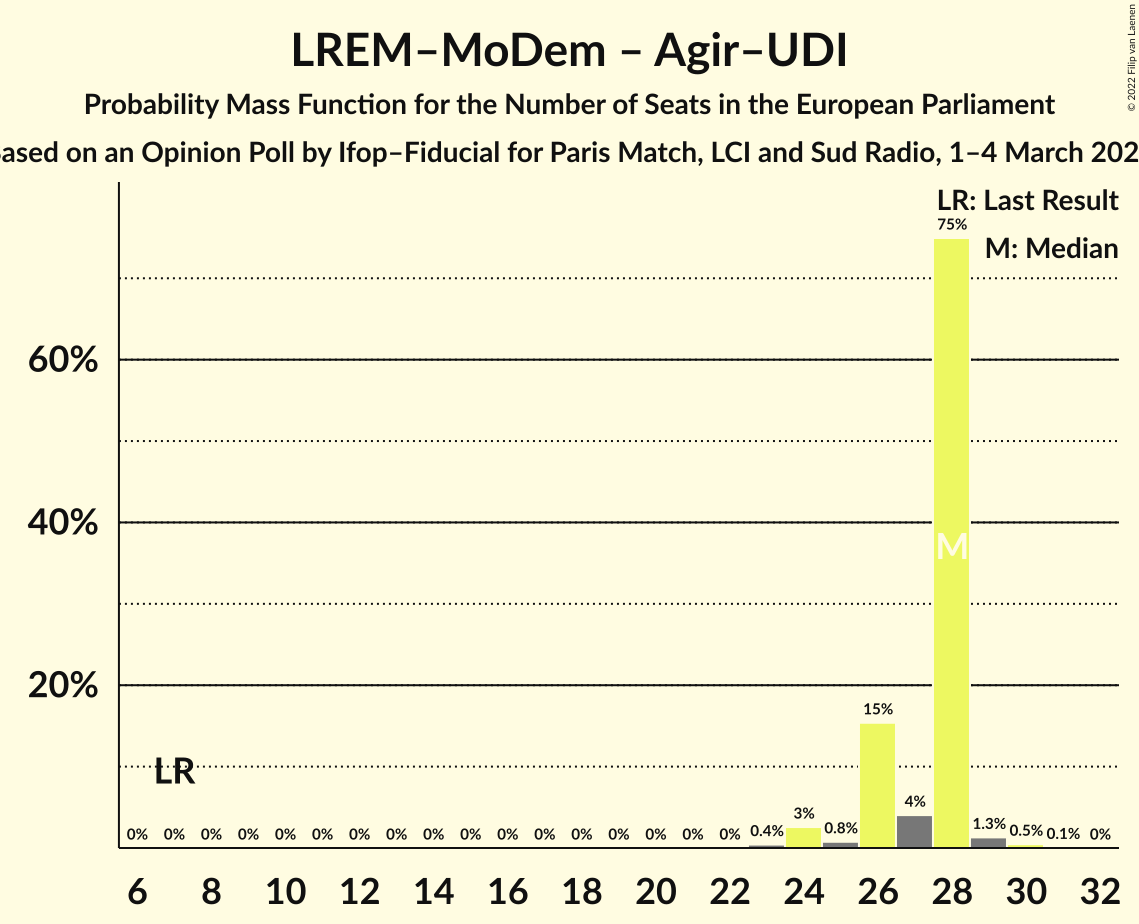 LREM–MoDem – Agir–UDI
Probability Mass Function for the Number of Seats in the European Parliament
on an Opinion Poll by Ifop–Fiducial for Paris Match, LCI and Sud Radio, 1–4 March
© 2022 Filip van Laenen
LR: Last Result
M: Median
75%
60%
40%
M
20%
15%
LR
4%
3%
0% 0% 0% 0% 0% 0% 0% 0% 0% 0% 0% 0% 0% 0% 0% 0% 0% 0.4% 0.8% 1.3% 0.5% 0.1% 0%
6 8 10 12 14 16 18 20 22 24 26 28 30 32